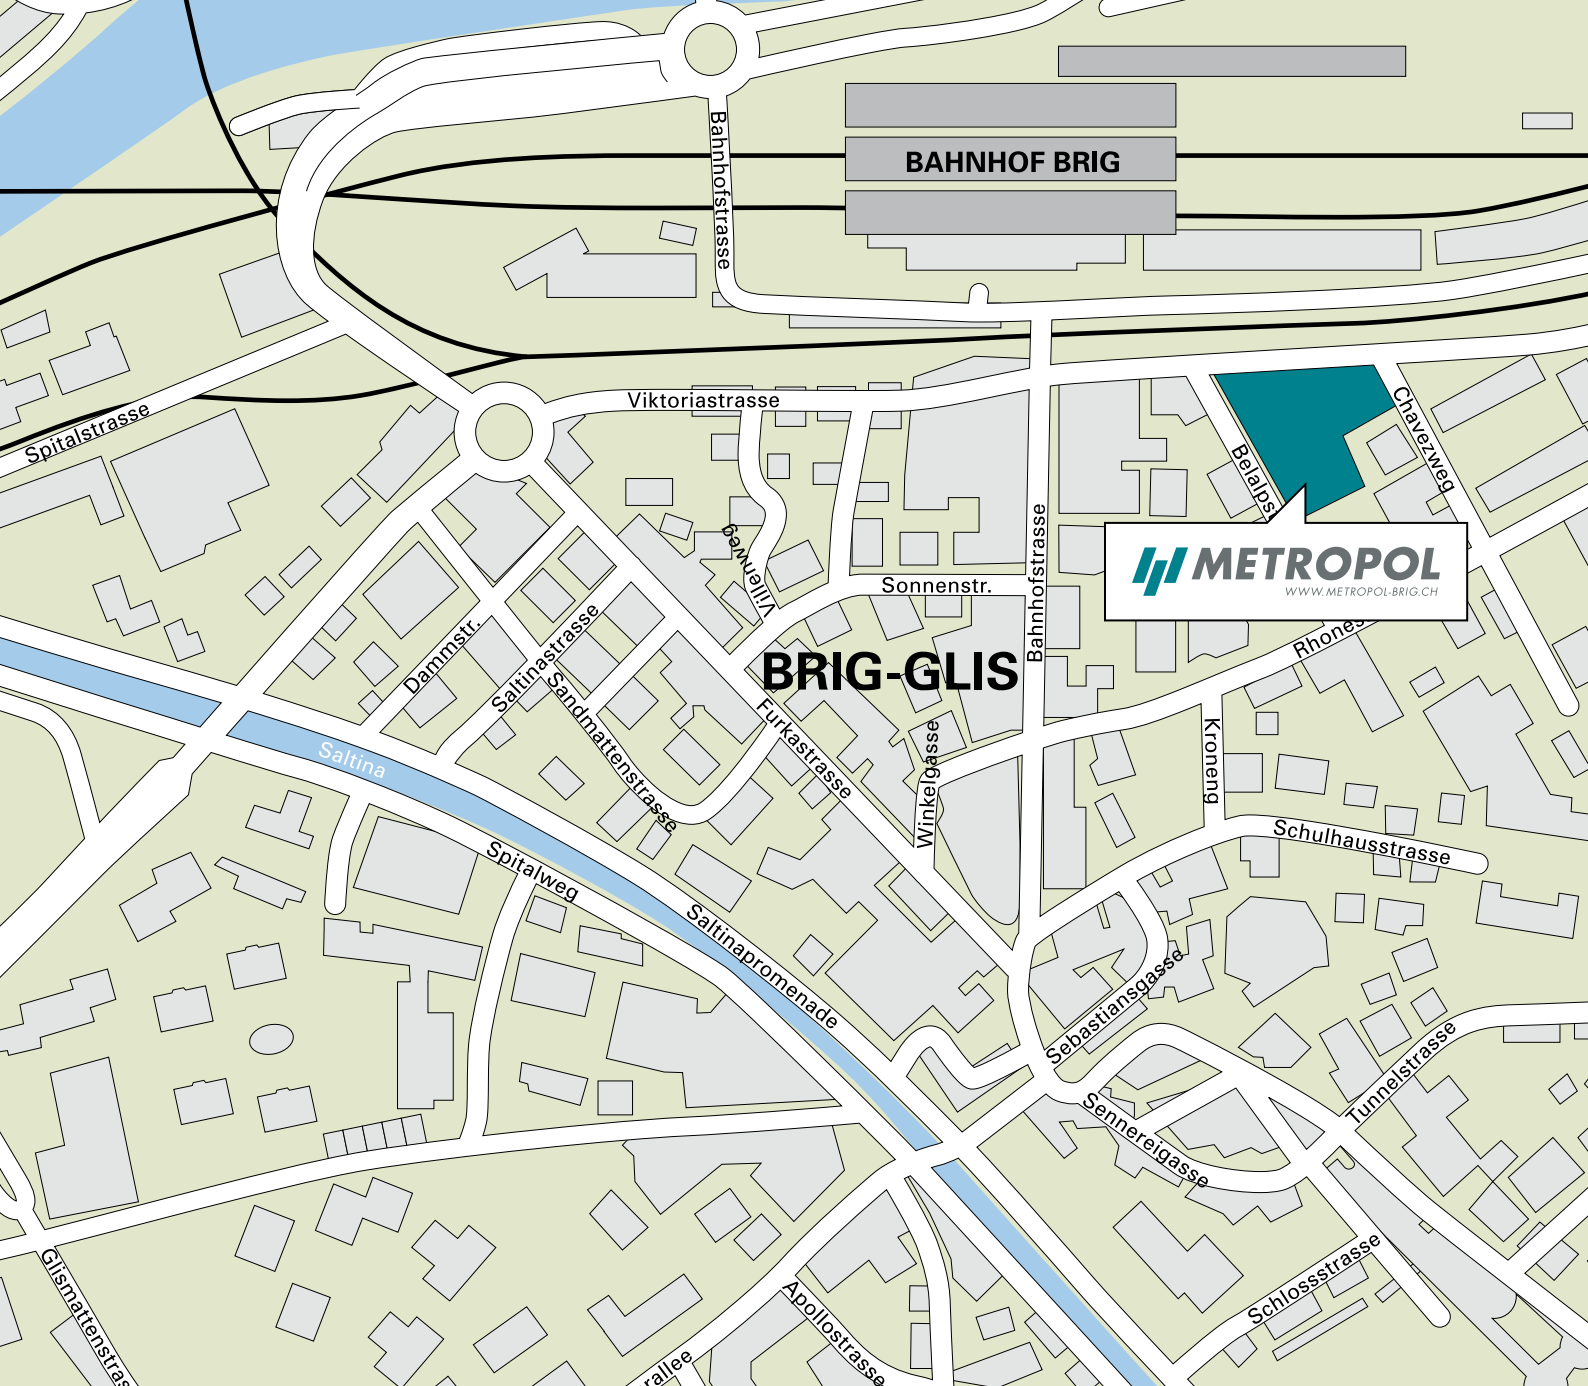 Bahnhofstrasse
BAHNHOF BRIG
Spitalstrasse
Viktoriastrasse
Chavezweg
Belalpst
Villenweg
Sonnenstr.
Bahnhofstrasse
METROPOL
WWW.METROPOL-BRIG.CH
Rhones
Dammstr.
Saltinastrasse
BRIG-GLIS
Sandmattenstrasse
Furkastrasse
Winkelgasse
Kroneng
Saltina
Schulhausstrasse
Spitalweg
Saltinapromenade
Sebastiansgasse
Tunnelstrasse
Sennereigasse
Schlossstrasse
Glismattenstras
Apollostrasse
rallee